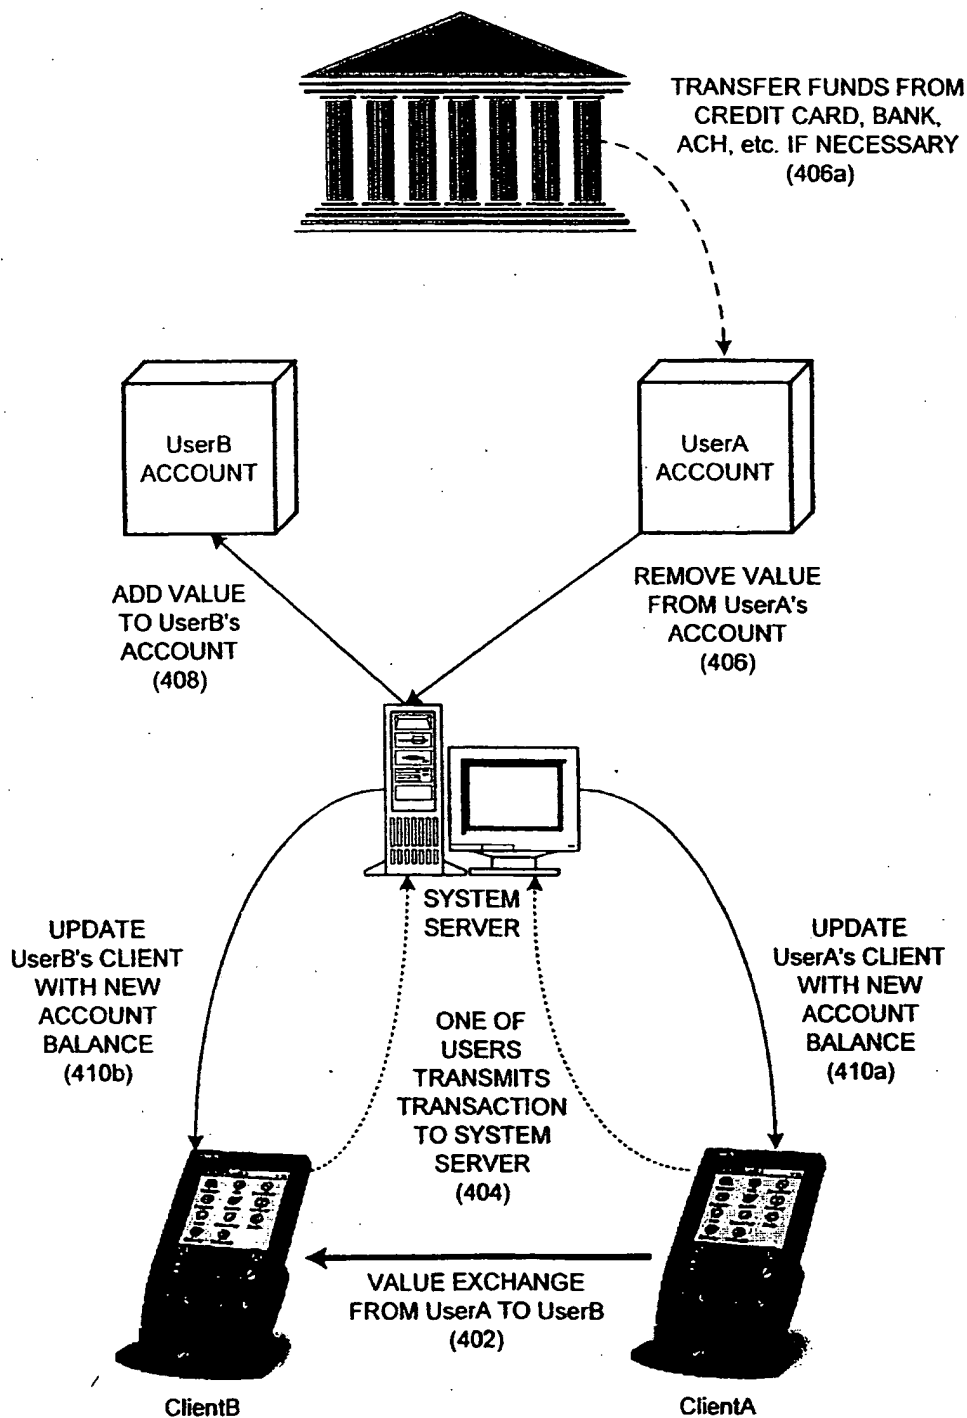 TRANSFER FUNDS FROM
CREDIT CARD, BANK,
ACH, etc. IF NECESSARY
(406a)
UserB
ACCOUNT
UserA
ACCOUNT
ADD VALUE
TO UserB's
ACCOUNT
(408)
REMOVE VALUE
FROM UserA's
ACCOUNT
(406)
SYSTEM
SERVER
UPDATE
UserB's CLIENT
WITH NEW
ACCOUNT
BALANCE
(410b)
ONE OF
USERS
TRANSMITS
TRANSACTION
TO SYSTEM
SERVER
(404)
UPDATE
UserA's CLIENT
WITH NEW
ACCOUNT
BALANCE
(410a)
VALUE EXCHANGE
FROM UserA TO UserB
(402)
ClientB
ClientA